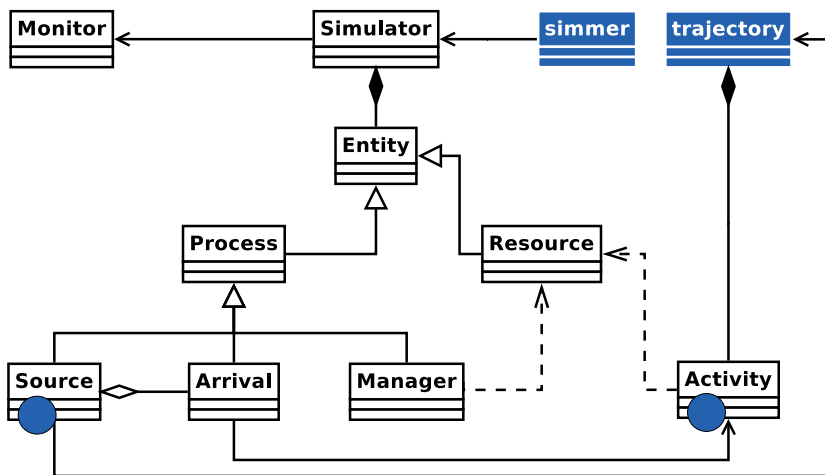 Monitor
Simulator
simmer
trajectory
Entity
Process
Resource
Source
Arrival
Manager
Activity